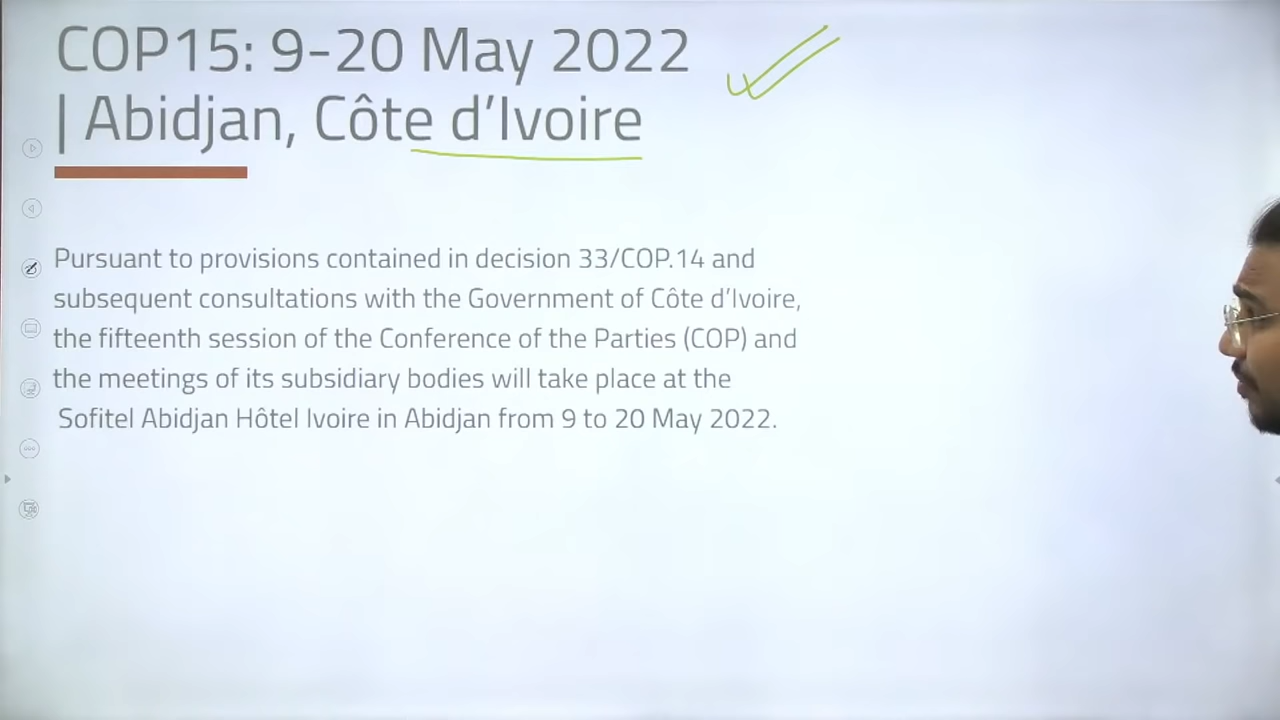 COP15: 9-20 May 2022
| Abidjan, Côte d’Ivoire
Pursuant to provisions contained in decision 33/COP.14 and
subsequent consultations with the Government of Côte d’Ivoire,
the fifteenth session of the Conference of the Parties (COP) and
the meetings of its subsidiary bodies will take place at the
Sofitel Abidjan Hôtel Ivoire in Abidjan from 9 to 20 May 2022.